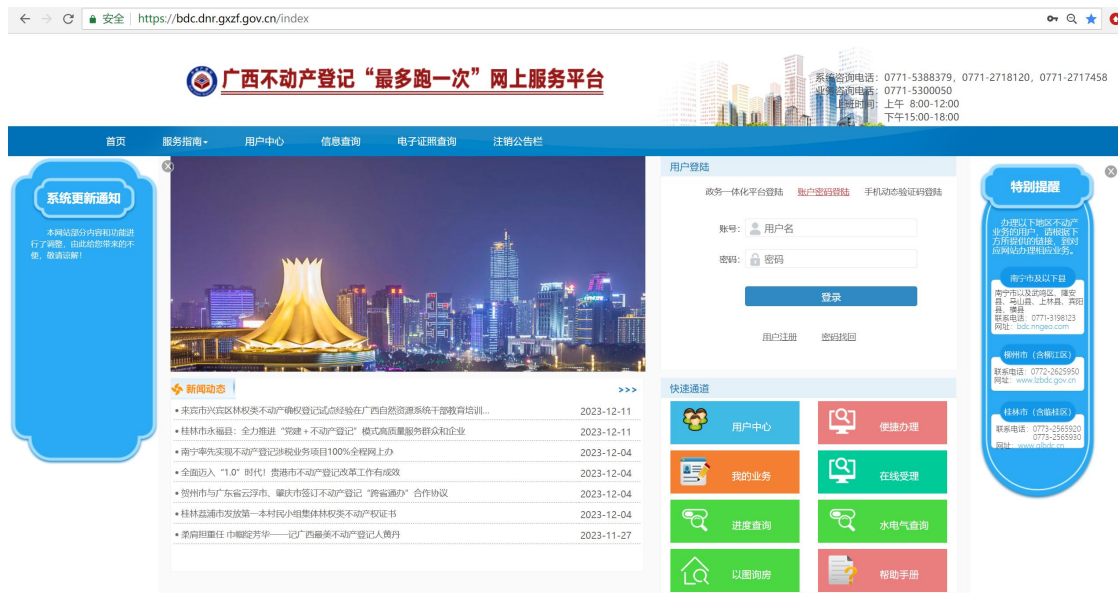 安全 https://bdc.dnr.gxzf.gov.cn/index
广西不动产登记“最多跑一次”网上服务平台
系统咨询电话：0771-5388379，0771-2718120，0771-2717458
业务咨询电话：0771-5300050
上班时间：上午 8:00-12:00
下午15:00-18:00
首页 服务指南 用户中心 信息查询 电子证照查询 注销公告栏
系统更新通知
本网站部分内容和功能进
行了调整，由此给您带来的不
便，敬请谅解！
用户登陆
政务一体化平台登陆 账户密码登陆 手机动态验证码登陆
账号: 用户名
密码: 密码
登录
用户注册 密码找回
特别提醒
办理以下地区不动产
业务的用户，请根据下
方所提供的链接，到对
应网站办理相应业务。
南宁市及以下县
南宁市以及武鸣区、隆安
县、马山县、上林县、宾阳
县、横县
联系电话：0771-3198123
网址：bdc.nngeo.com
柳州市（含柳江区）
联系电话：0772-2625950
网址：www.lzbdc.gov.cn
桂林市（含临桂区）
联系电话：0773-2565920
0773-2565930
网址：www.glbdc.cn
新闻动态 >>>
来宾市兴宾区林权类不动产确权登记试点经验在广西自然资源系统干部教育培训... 2023-12-11
桂林市永福县：全力推进“党建+不动产登记”模式高质量服务群众和企业 2023-12-11
南宁率先实现不动产登记涉税业务项目100%全程网上办 2023-12-04
全面迈入“1.0”时代！贵港市不动产登记改革工作有成效 2023-12-04
贺州市与广东省云浮市、肇庆市签订不动产登记“跨省通办”合作协议 2023-12-04
桂林荔浦市发放第一本村民小组集体林权类不动产权证书 2023-12-04
柔肩担重任 巾帼绽芳华——记广西最美不动产登记人黄丹 2023-11-27
快速通道
用户中心 便捷办理
我的业务 在线受理
进度查询 水电气查询
以图询房 帮助手册